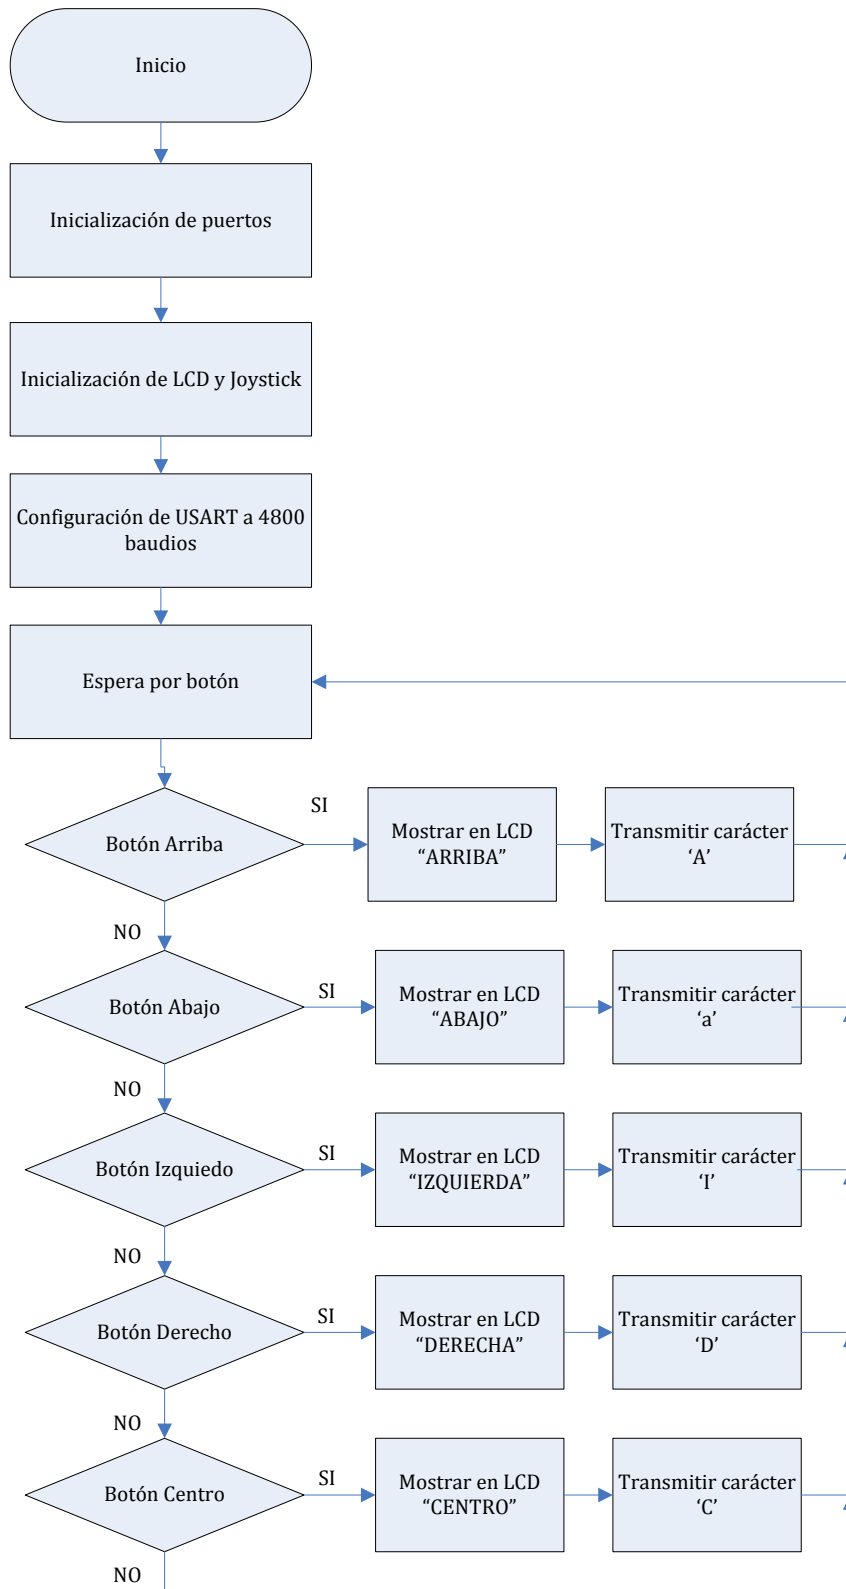 Inicio
Inicialización de puertos
Inicialización de LCD y Joystick
Configuración de USART a 4800
baudios
Espera por botón
Botón Arriba
SI
Mostrar en LCD
“ARRIBA”
Transmitir carácter
‘A’
NO
Botón Abajo
SI
Mostrar en LCD
“ABAJO”
Transmitir carácter
‘a’
NO
Botón Izquiedo
SI
Mostrar en LCD
“IZQUIERDA”
Transmitir carácter
‘I’
NO
Botón Derecho
SI
Mostrar en LCD
“DERECHA”
Transmitir carácter
‘D’
NO
Botón Centro
SI
Mostrar en LCD
“CENTRO”
Transmitir carácter
‘C’
NO